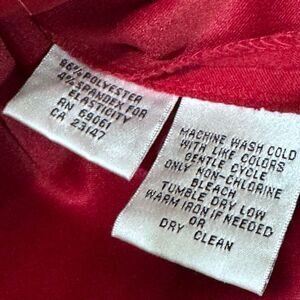 96% POLYESTER
4% SPANDEX FOR
ELASTICITY
RN 69061
CA 23147
MACHINE WASH COLD
WITH LIKE COLORS
GENTLE CYCLE
ONLY NON-CHLORINE
BLEACH
TUMBLE DRY LOW
WARM IRON IF NEEDED
OR
DRY CLEAN